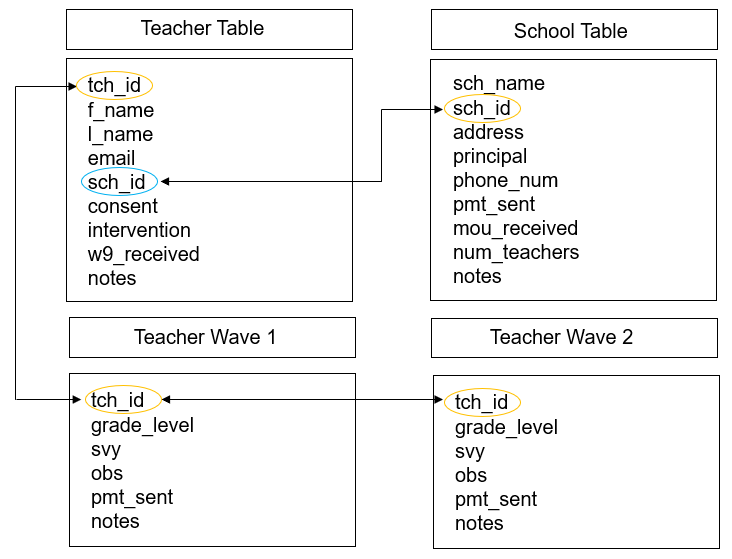 Teacher Table
tch_id
f_name
l_name
email
sch_id
consent
intervention
w9_received
notes
School Table
sch_name
sch_id
address
principal
phone_num
pmt_sent
mou_received
num_teachers
notes
Teacher Wave 1
tch_id
grade_level
svy
obs
pmt_sent
notes
Teacher Wave 2
tch_id
grade_level
svy
obs
pmt_sent
notes